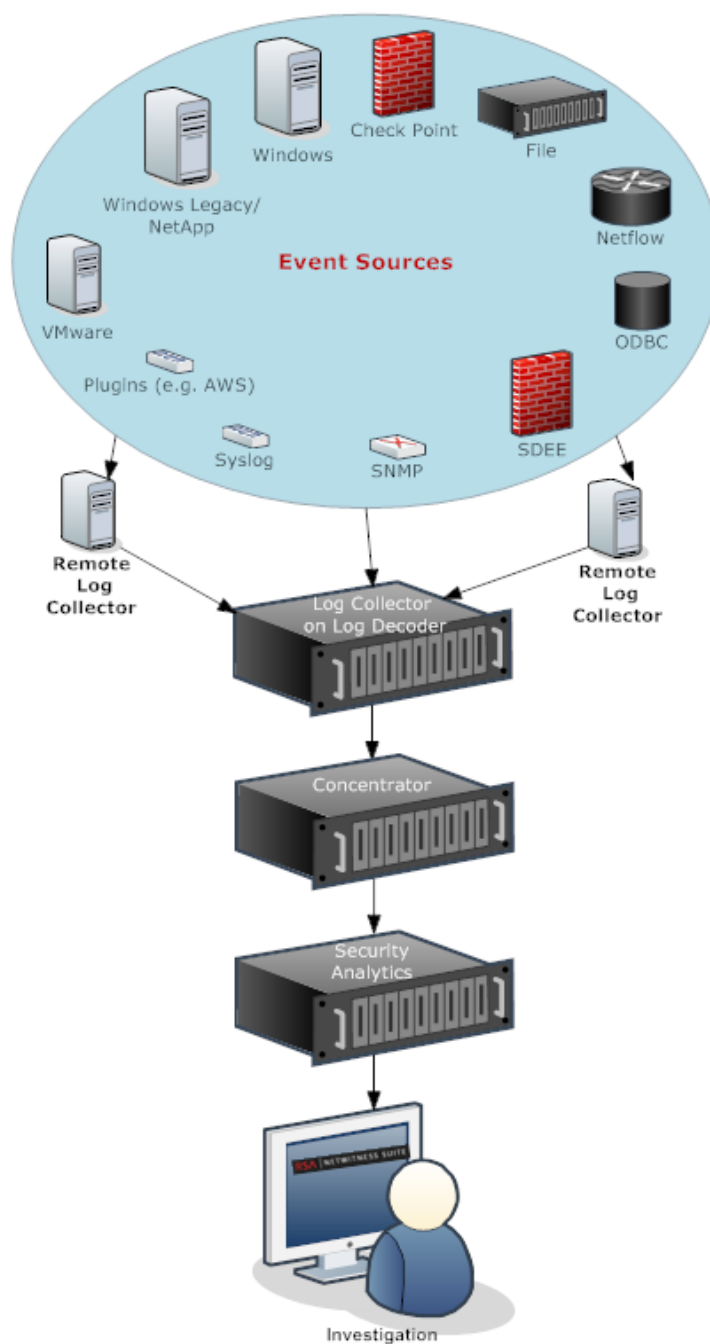 Windows
Check Point
File
Windows Legacy/
NetApp
Netflow
Event Sources
VMware
ODBC
Plugins (e.g. AWS)
Syslog
SNMP
SDEE
Remote
Log
Collector
Remote
Log
Collector
Log Collector
on Log Decoder
Concentrator
Security
Analytics
RSA | NETWITNESS SUITE
Investigation